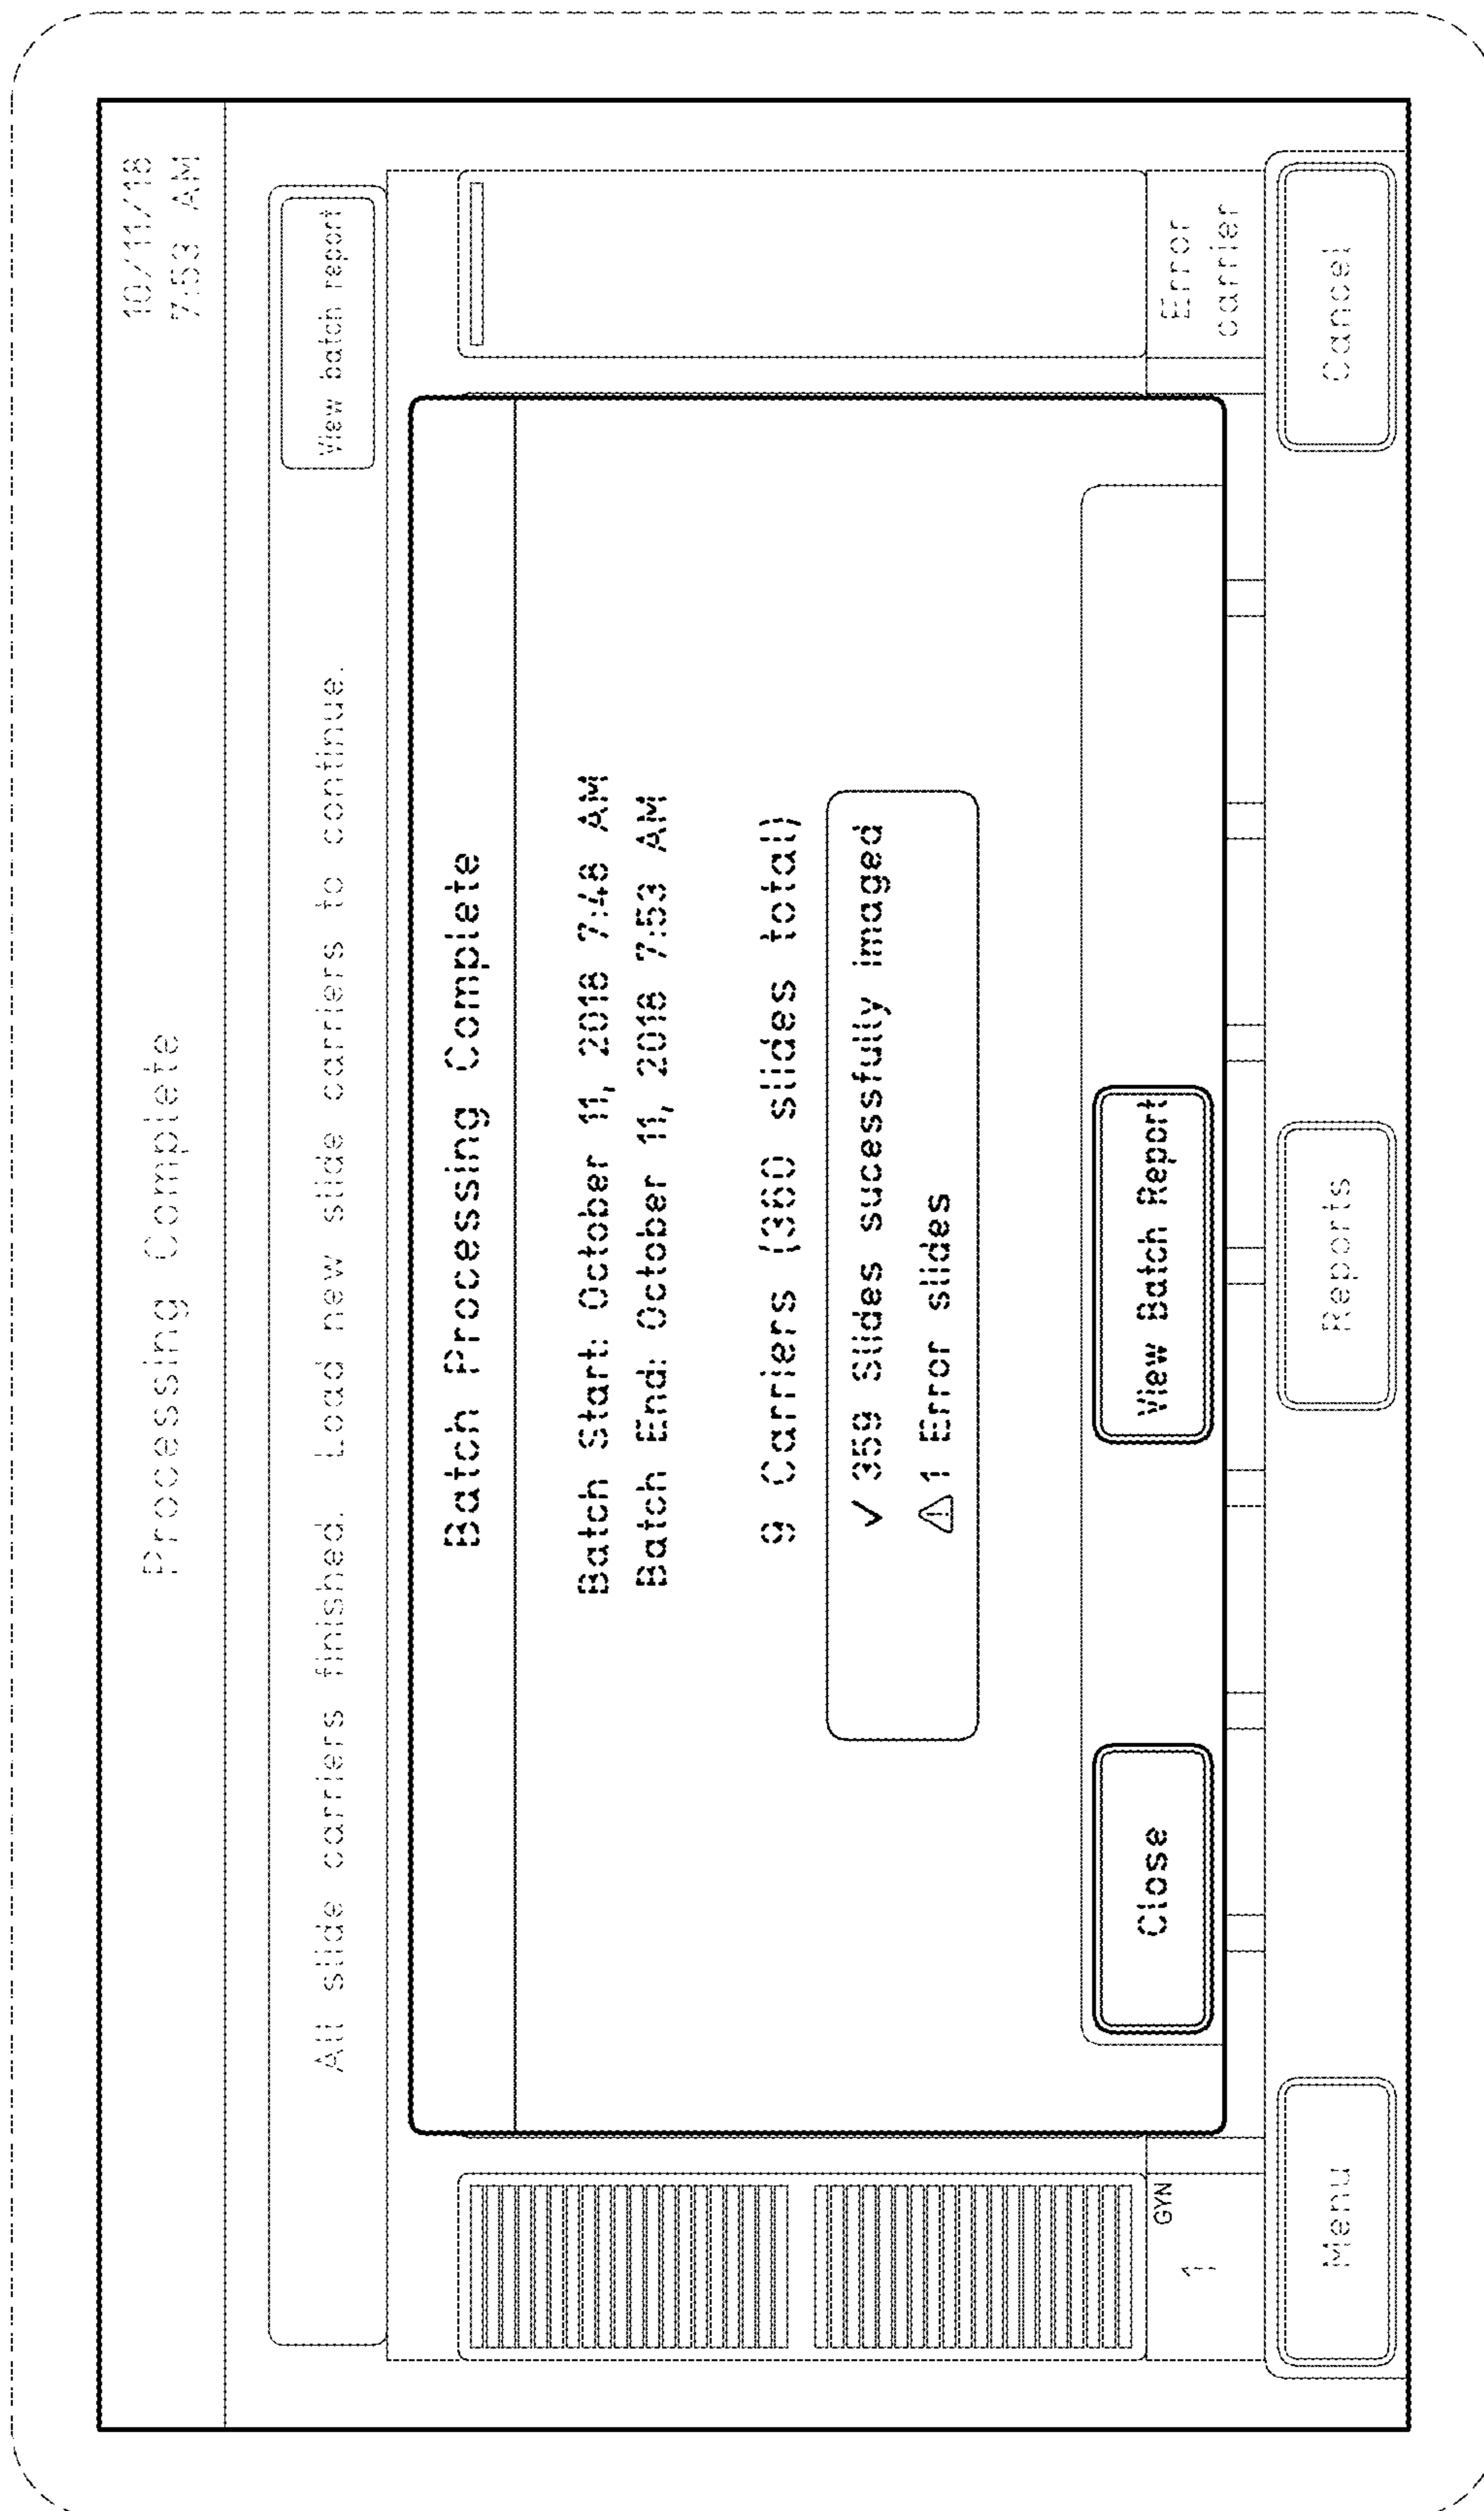 Processing Complete
10/11/18
7:53 AM
All slide carriers finished. Load new slide carriers to continue.
View batch report
Batch Processing Complete
Batch Start: October 11, 2018 7:48 AM
Batch End: October 11, 2018 7:53 AM
9 Carriers (360 slides total)
✓ 359 Slides sucessfully imaged
⚠ 1 Error slides
Close
View Batch Report
GYN
1
Error
carrier
Menu
Reports
Cancel